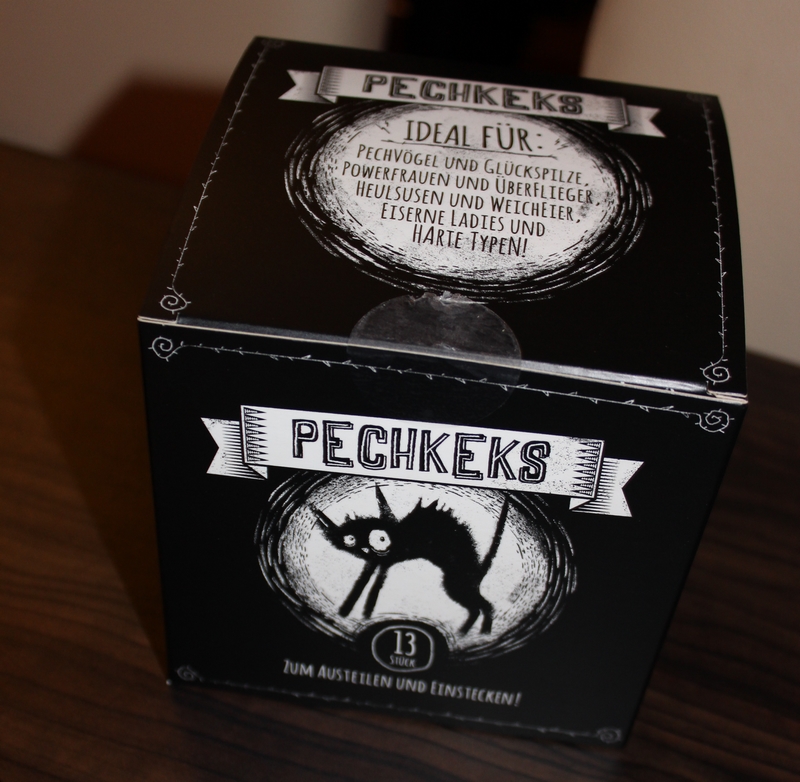 PECHKEKS
IDEAL FÜR:
PECHVÖGEL UND GLÜCKSPILZE,
POWERFRAUEN UND ÜBERFLIEGER,
HEULSUSEN UND WEICHEIER,
EISERNE LADIES UND
HARTE TYPEN!
PECHKEKS
13
STÜCK
ZUM AUSTEILEN UND EINSTECKEN!